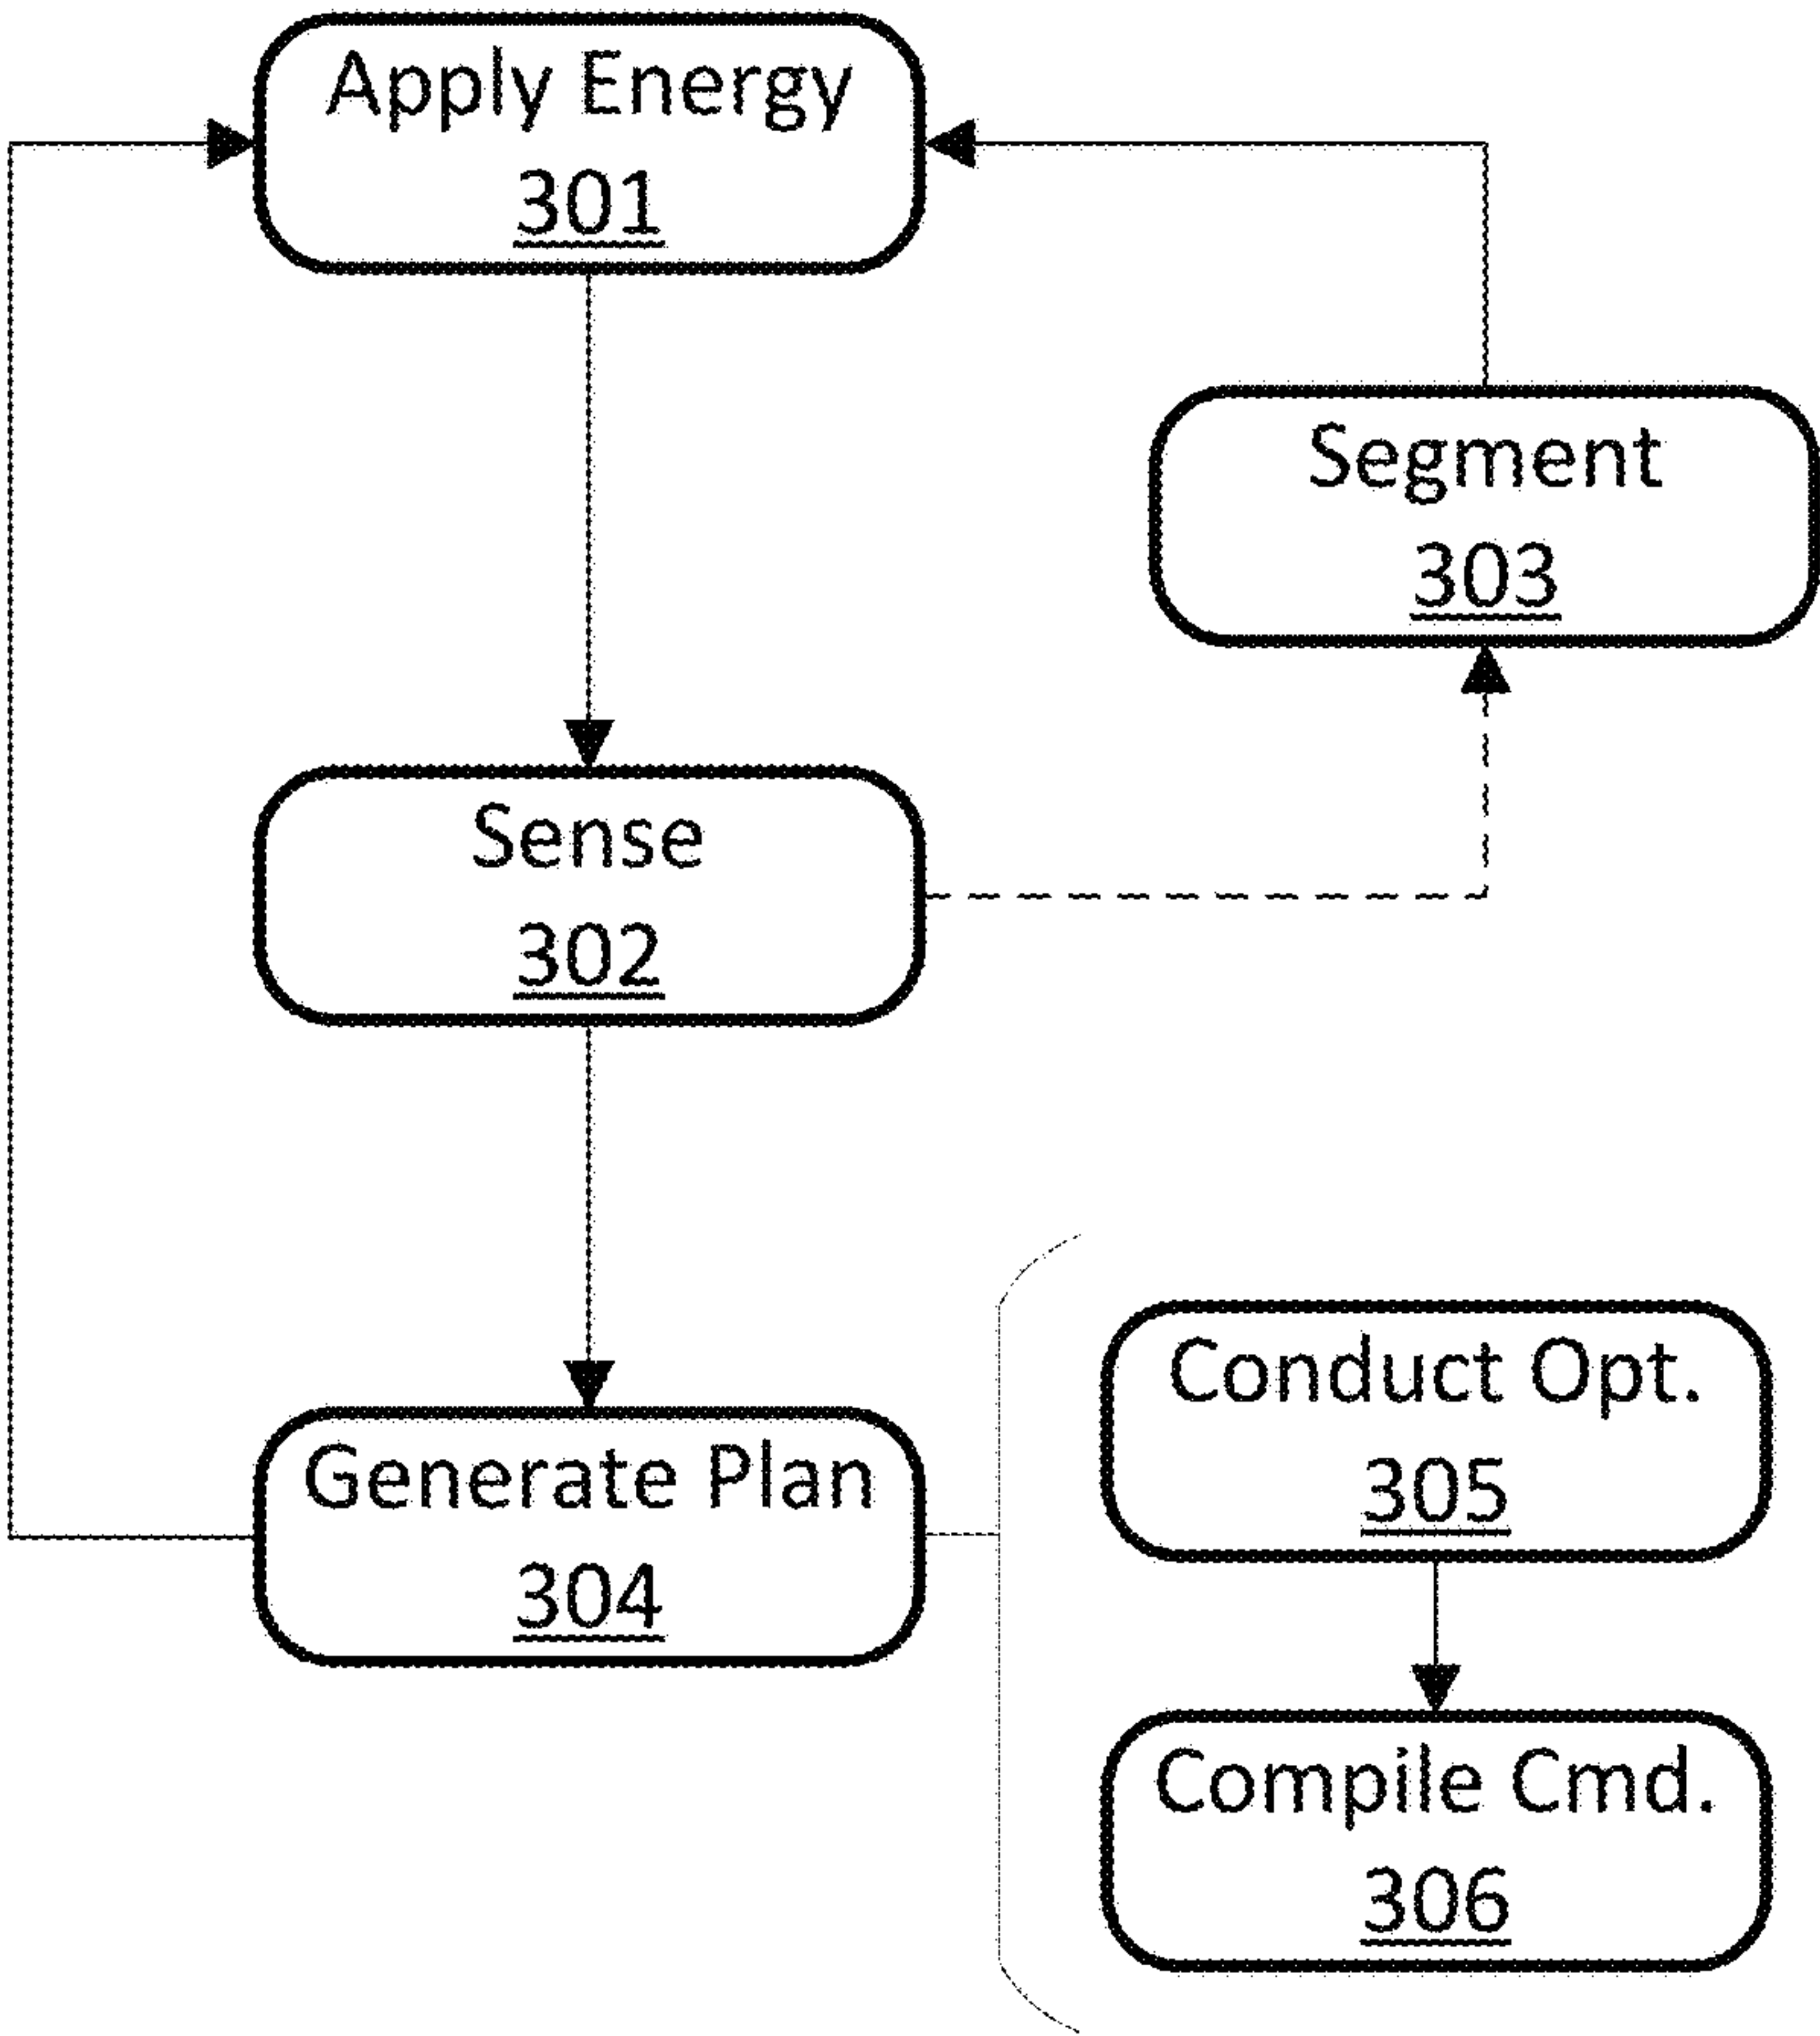 Apply Energy
301
Segment
303
Sense
302
Generate Plan
304
Conduct Opt.
305
Compile Cmd.
306